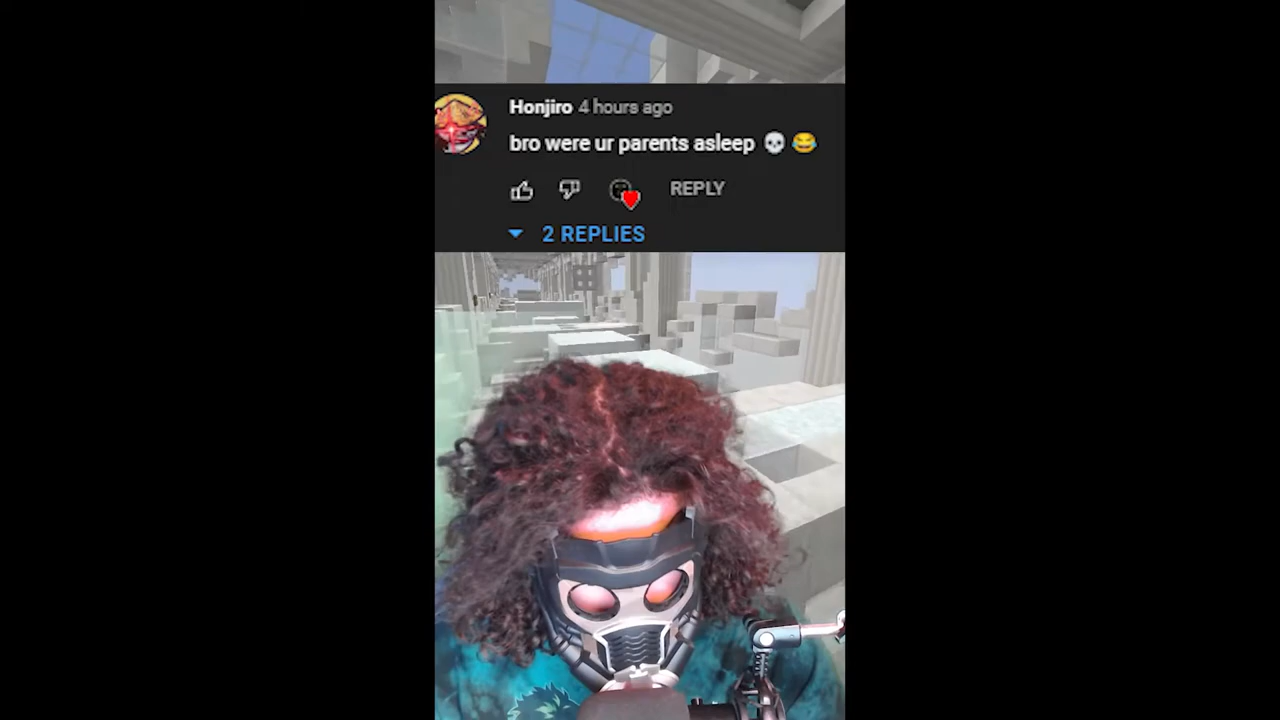 Honjiro 4 hours ago
bro were ur parents asleep 💀 😂
REPLY
2 REPLIES